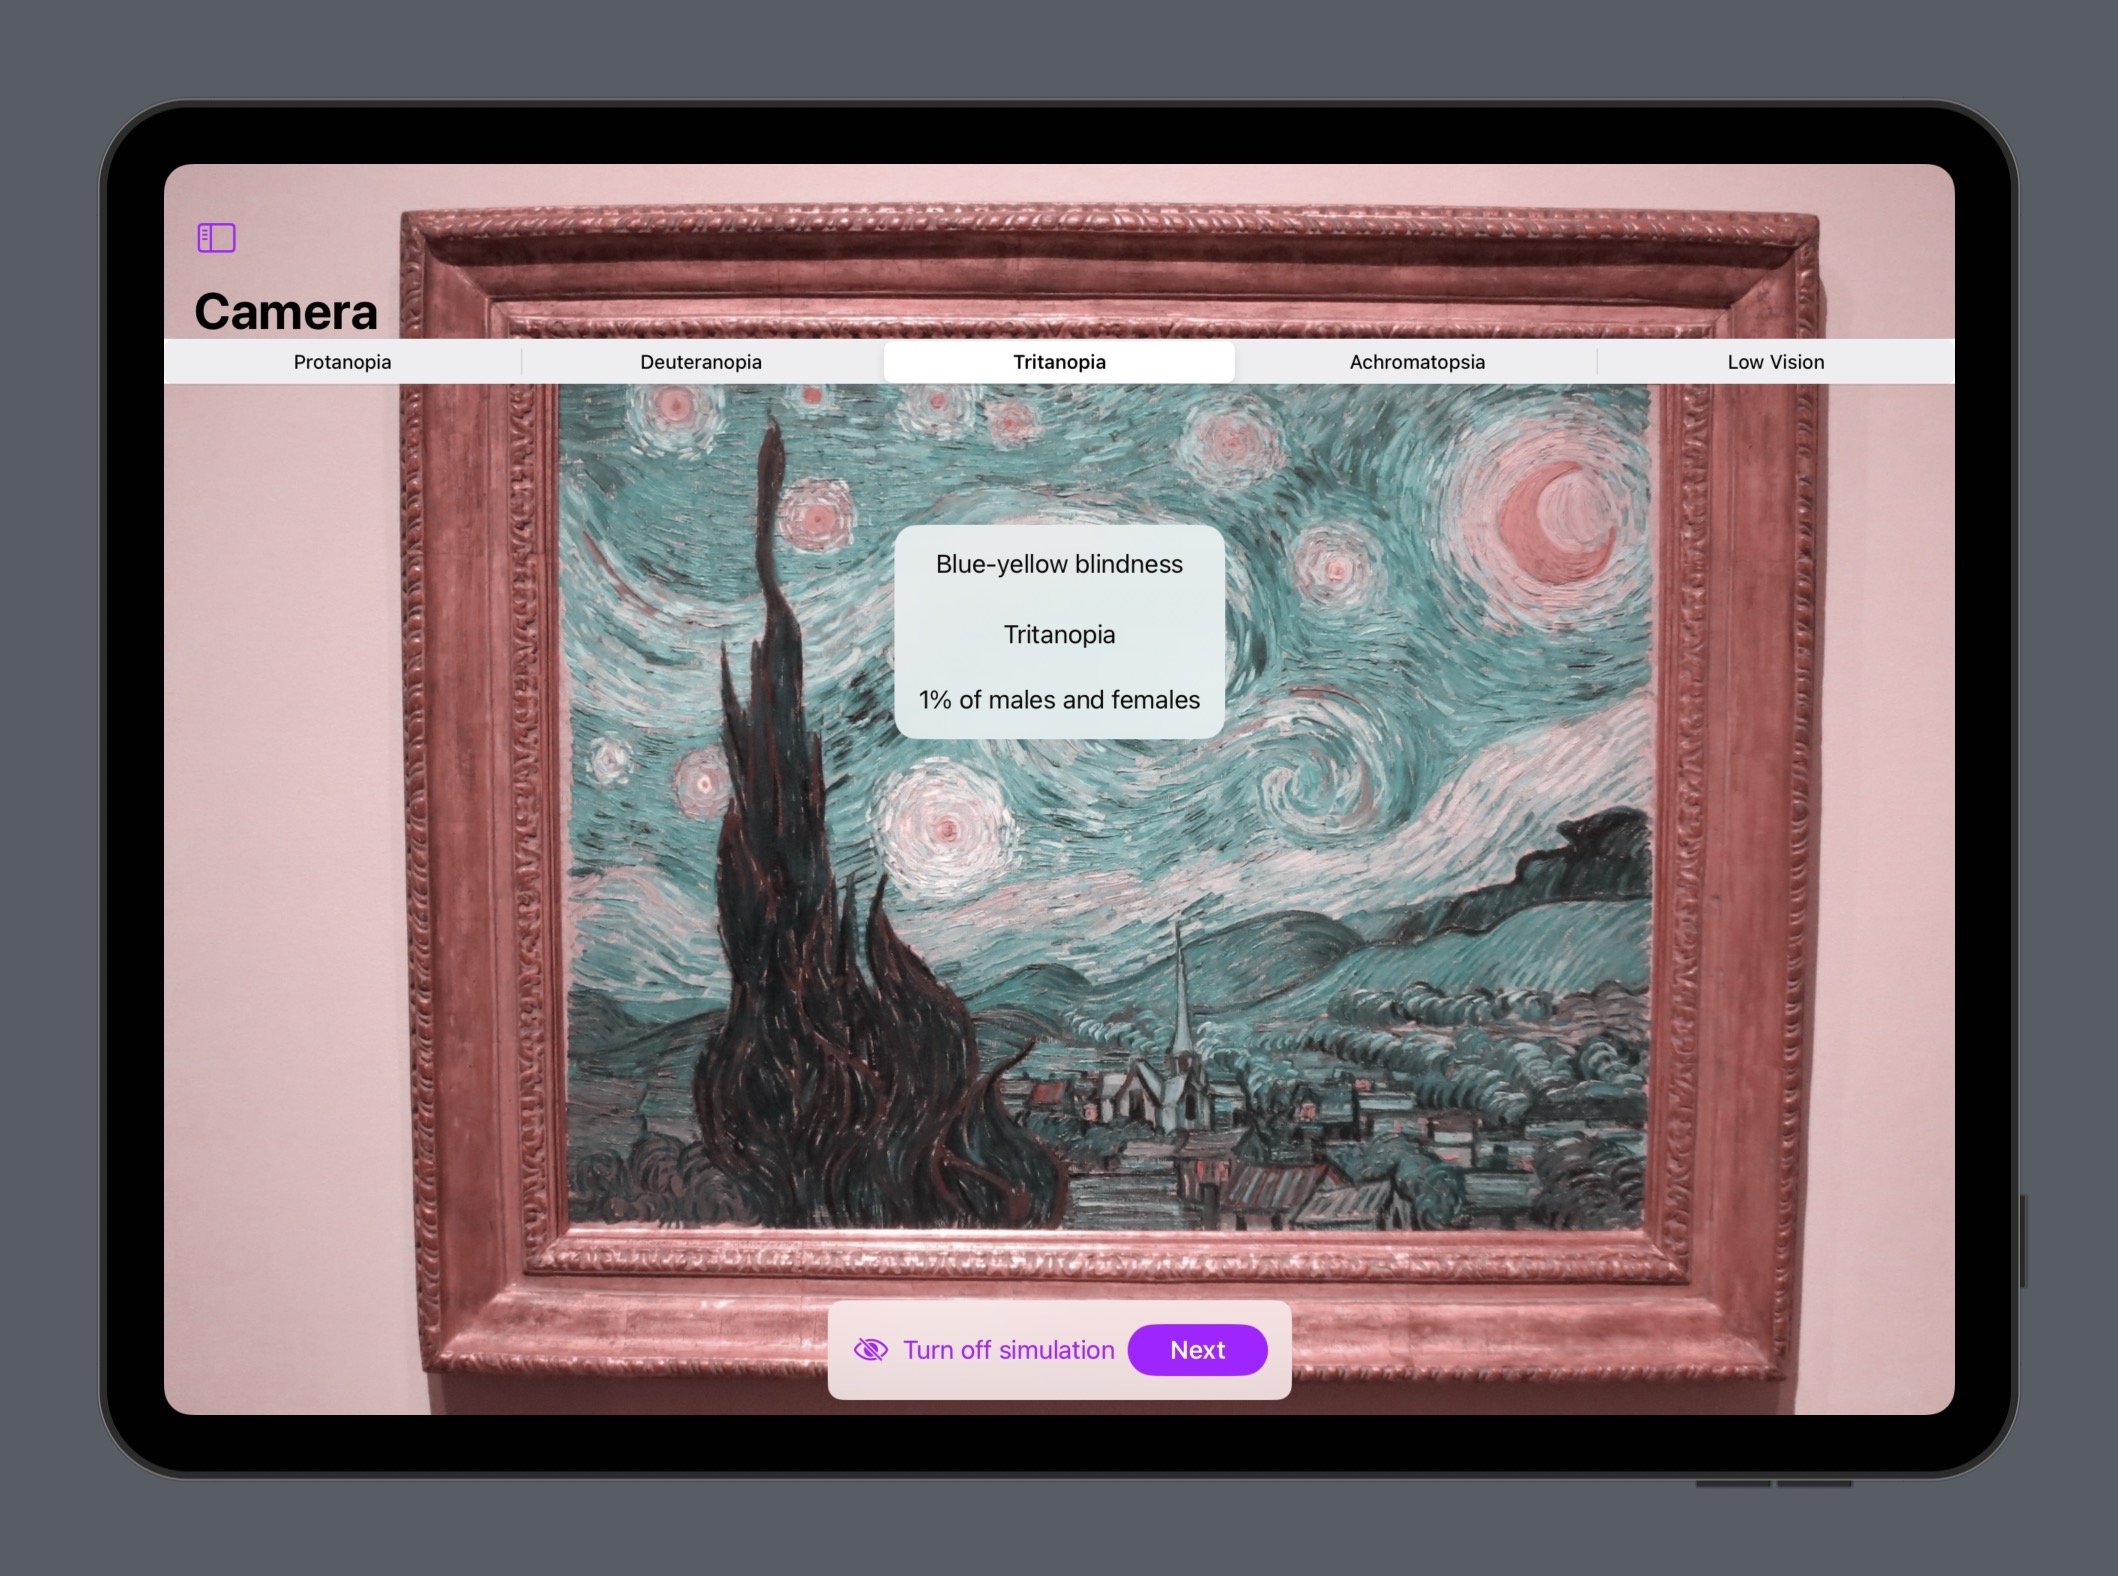 Camera
Protanopia
Deuteranopia
Tritanopia
Achromatopsia
Low Vision
Blue-yellow blindness
Tritanopia
1% of males and females
Turn off simulation
Next